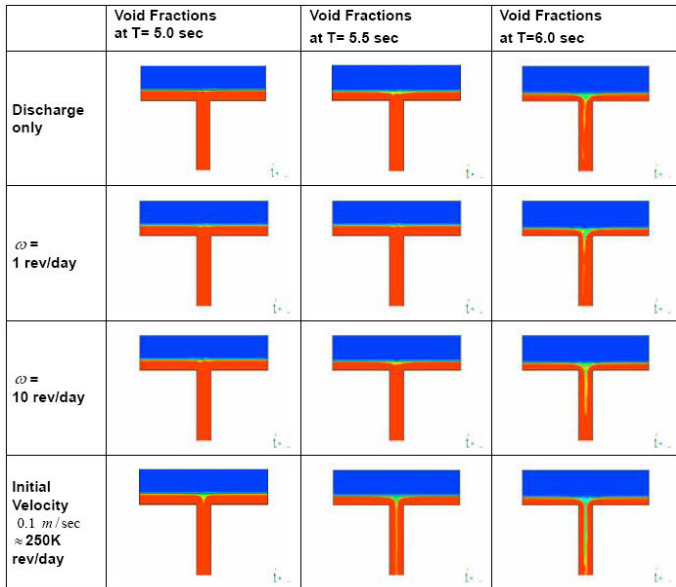 Void Fractions
at T= 5.0 sec
Void Fractions
at T= 5.5 sec
Void Fractions
at T=6.0 sec
Discharge
only
ω =
1 rev/day
ω =
10 rev/day
Initial
Velocity
0.1 m/sec
≈ 250K
rev/day